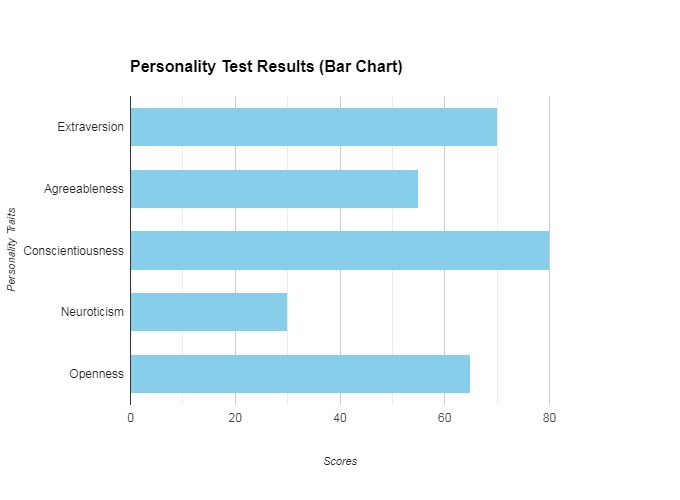 Personality Test Results (Bar Chart)
Personality Traits
Extraversion
Agreeableness
Conscientiousness
Neuroticism
Openness
0 20 40 60 80
Scores